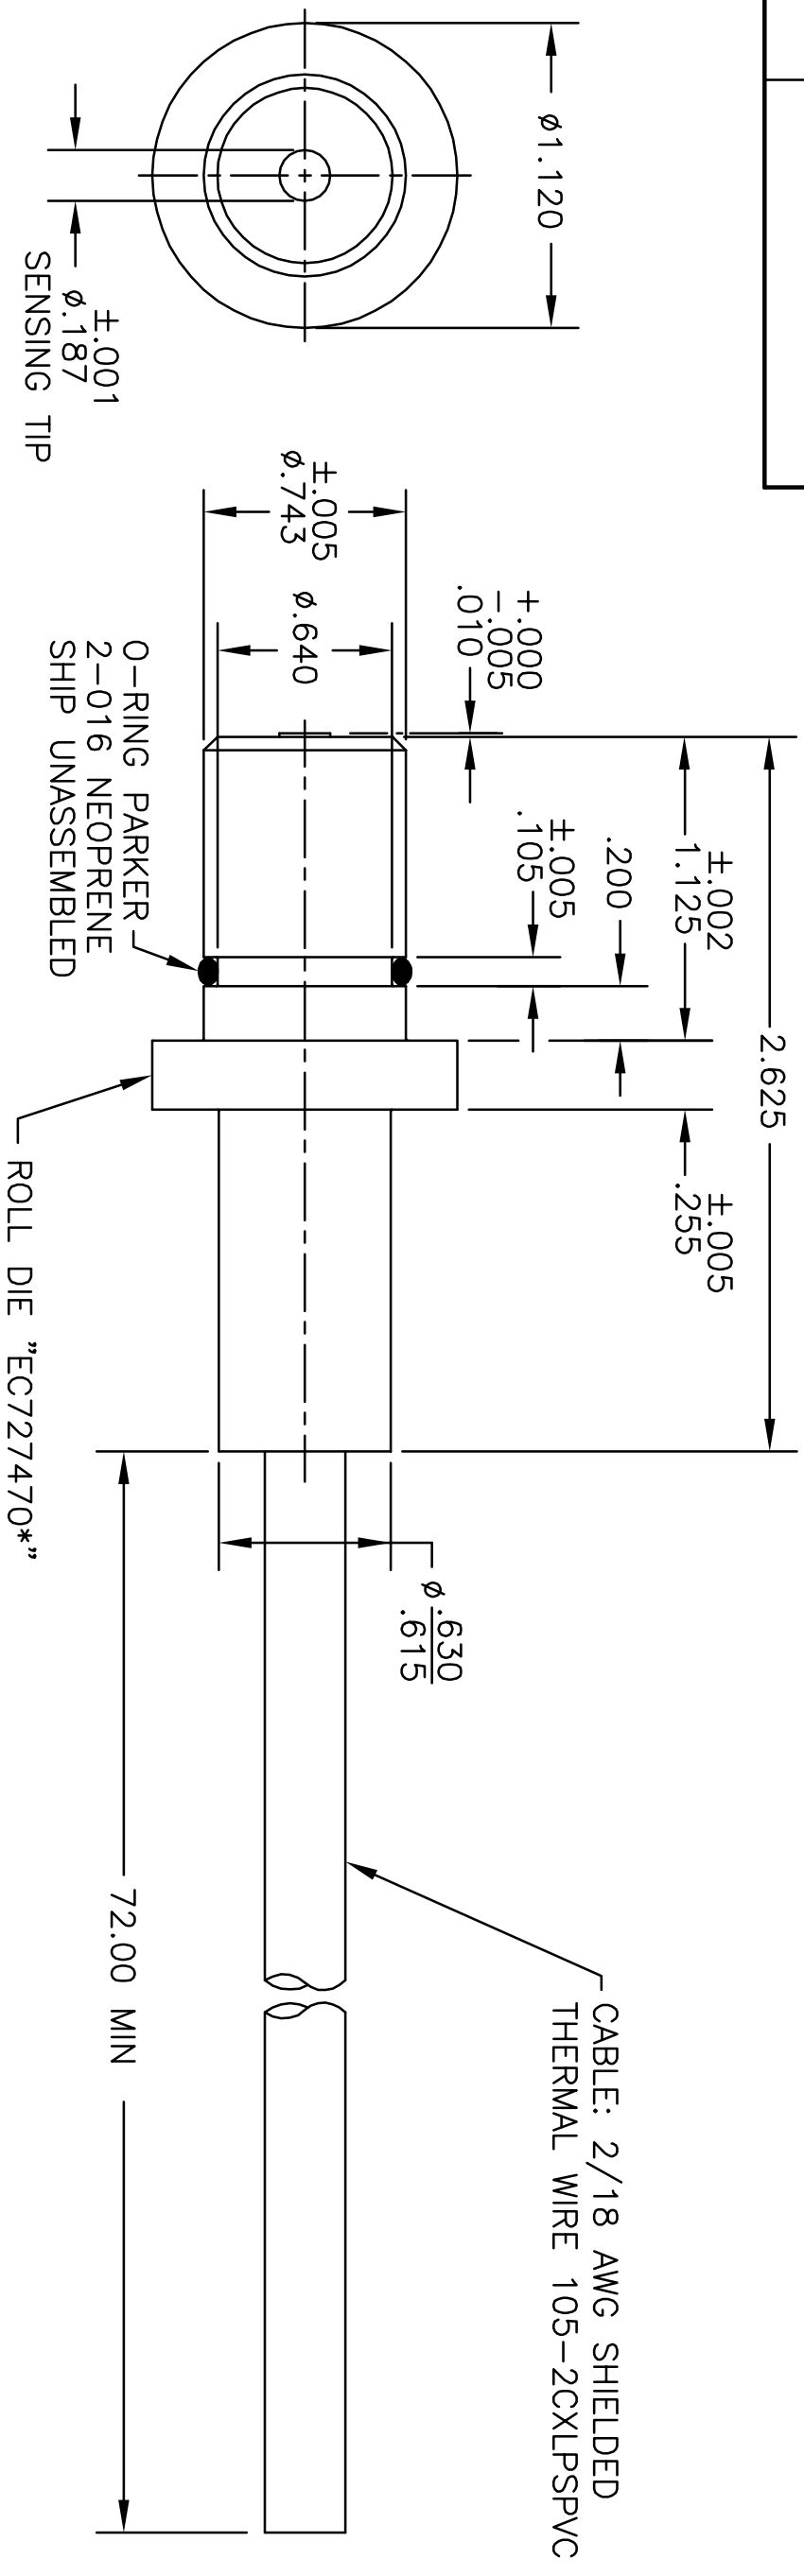 2.625
±.002
1.125
±.005
.255
.200
±.005
.105
+.000
-.005
.010
ø1.120
±.005
ø.743
ø.640
±.001
ø.187
SENSING TIP
O-RING PARKER
2-016 NEOPRENE
SHIP UNASSEMBLED
ROLL DIE "EC727470*"
ø.630
.615
CABLE: 2/18 AWG SHIELDED
THERMAL WIRE 105-2CXLPSPVC
72.00 MIN